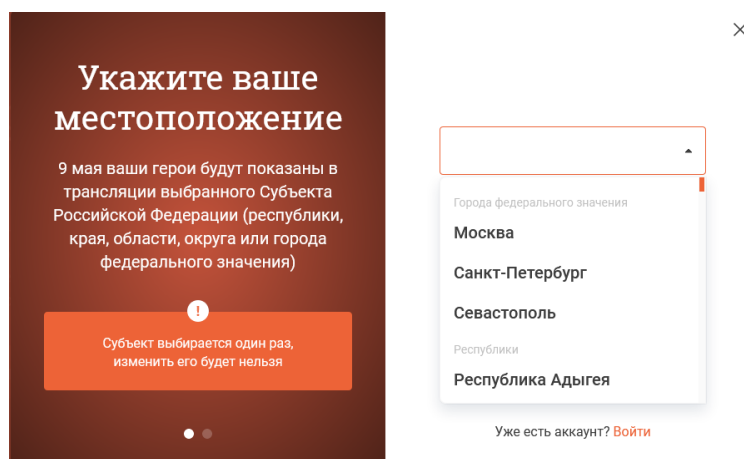 Укажите ваше
местоположение
9 мая ваши герои будут показаны в
трансляции выбранного Субъекта
Российской Федерации (республики,
края, области, округа или города
федерального значения)
!
Субъект выбирается один раз,
изменить его будет нельзя
Города федерального значения
Москва
Санкт-Петербург
Севастополь
Республики
Республика Адыгея
Уже есть аккаунт? Войти